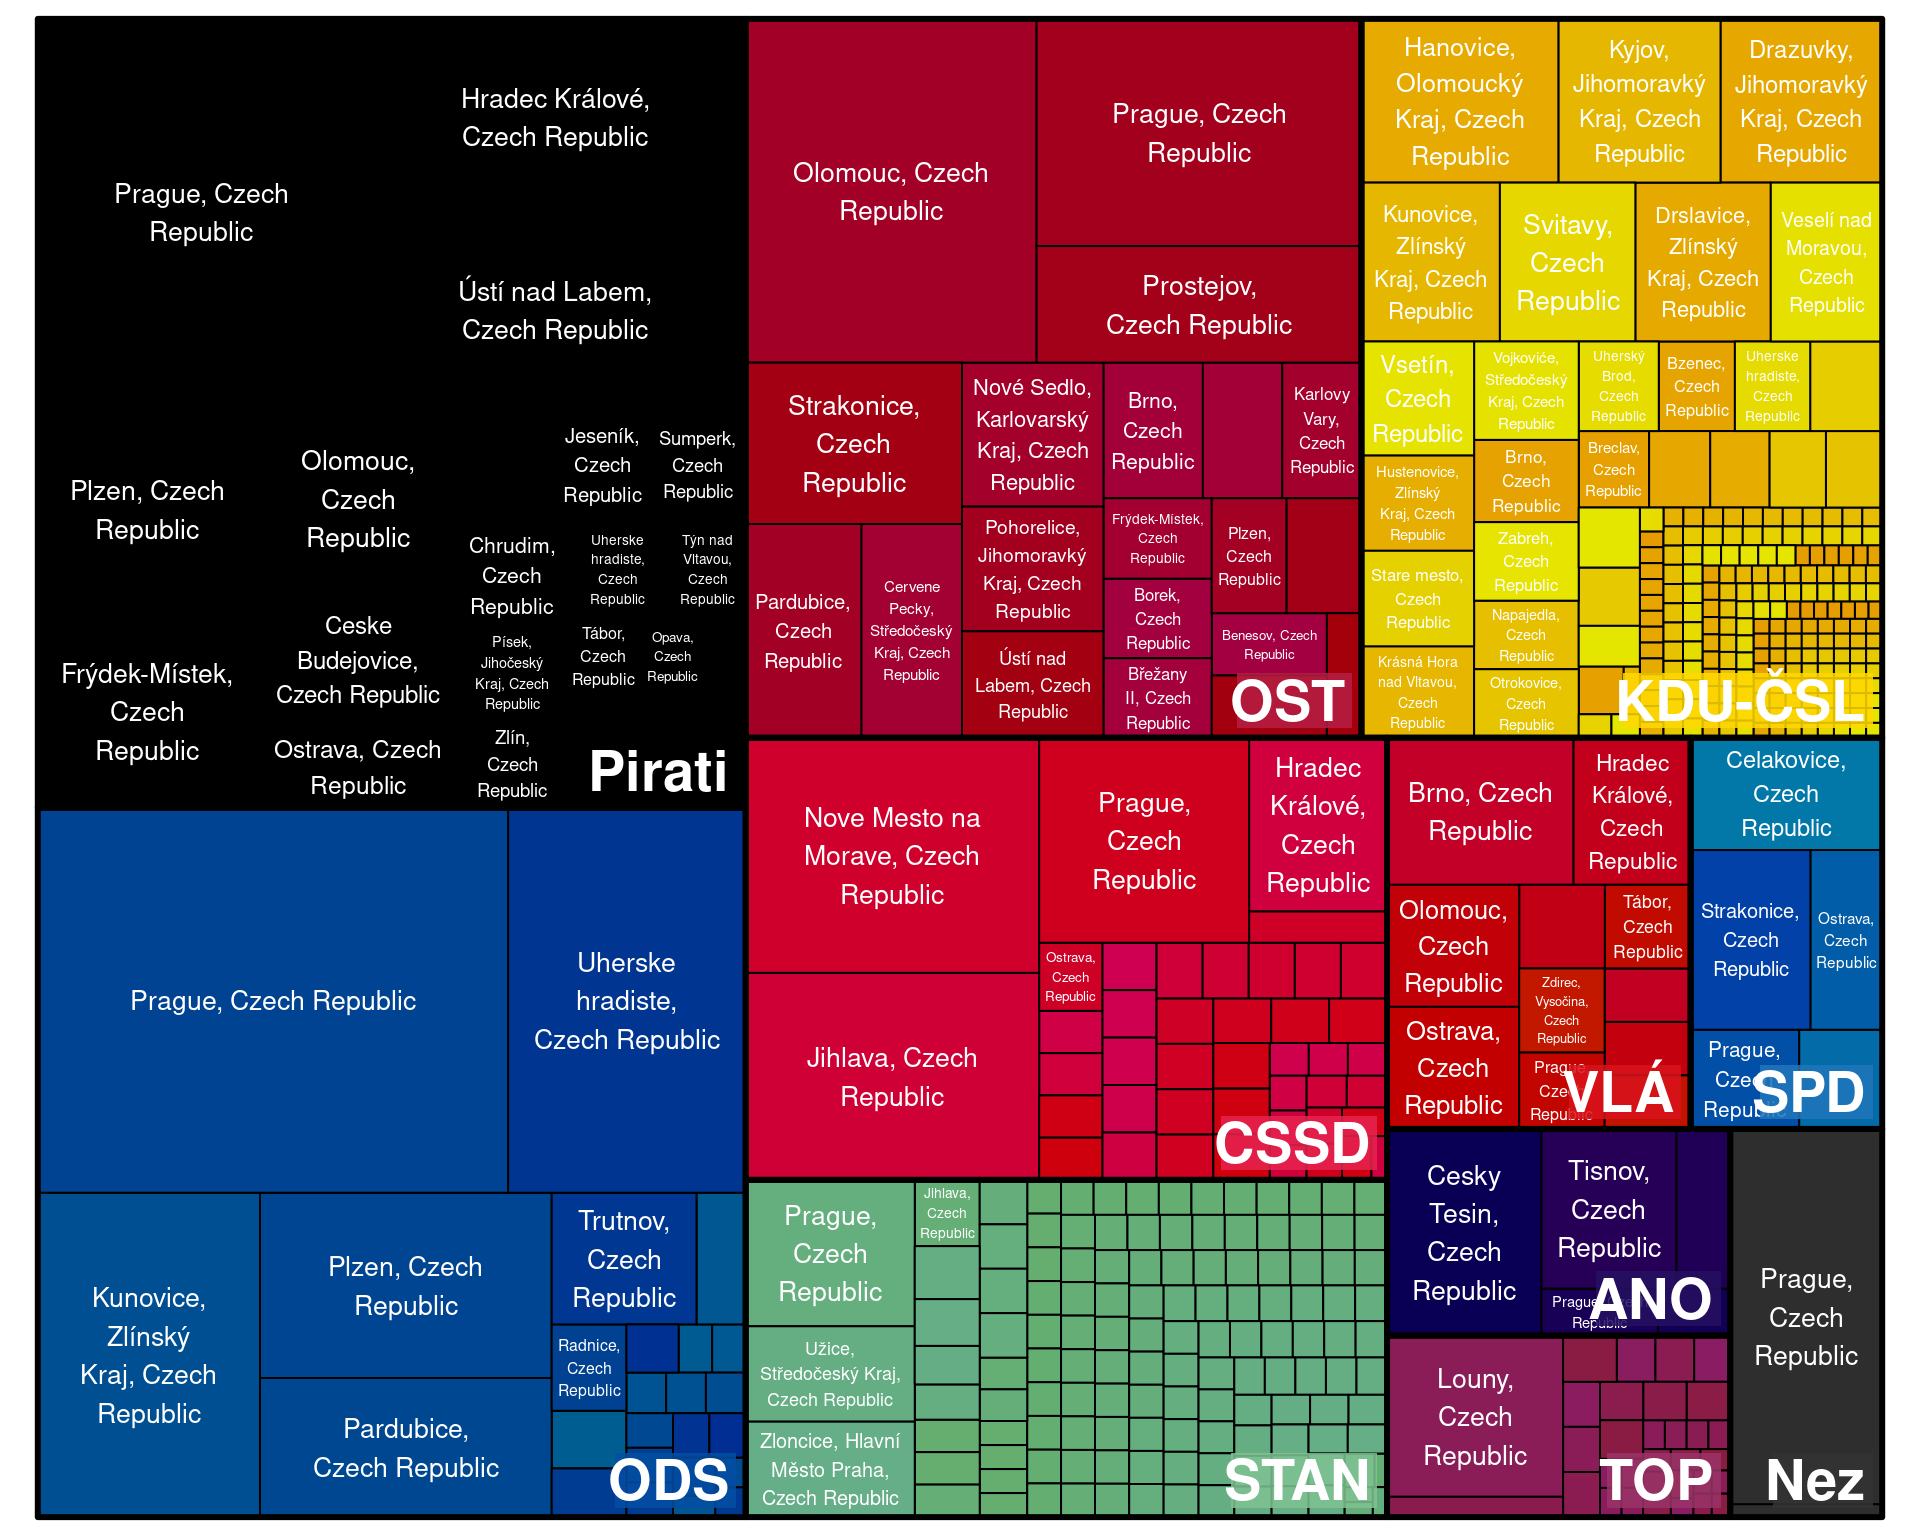 Prague, Czech
Republic
Hradec Králové,
Czech Republic
Ústí nad Labem,
Czech Republic
Plzen, Czech
Republic
Olomouc,
Czech
Republic
Jeseník,
Czech
Republic
Sumperk,
Czech
Republic
Chrudim,
Czech
Republic
Uherske
hradiste,
Czech
Republic
Týn nad
Vltavou,
Czech
Republic
Frýdek-Místek,
Czech
Republic
Ceske
Budejovice,
Czech Republic
Písek,
Jihočeský
Kraj, Czech
Republic
Tábor,
Czech
Republic
Opava,
Czech
Republic
Ostrava, Czech
Republic
Zlín,
Czech
Republic
Pirati
Olomouc, Czech
Republic
Prague, Czech
Republic
Prostejov,
Czech Republic
Strakonice,
Czech
Republic
Nové Sedlo,
Karlovarský
Kraj, Czech
Republic
Brno,
Czech
Republic
Karlovy
Vary,
Czech
Republic
Pardubice,
Czech
Republic
Cervene
Pecky,
Středočeský
Kraj, Czech
Republic
Pohorelice,
Jihomoravký
Kraj, Czech
Republic
Ústí nad
Labem, Czech
Republic
Frýdek-Místek,
Czech
Republic
Plzen,
Czech
Republic
Borek,
Czech
Republic
Benesov, Czech
Republic
Břežany
II, Czech
Republic
OST
Hanovice,
Olomoucký
Kraj, Czech
Republic
Kyjov,
Jihomoravký
Kraj, Czech
Republic
Drazuvky,
Jihomoravký
Kraj, Czech
Republic
Kunovice,
Zlínský
Kraj, Czech
Republic
Svitavy,
Czech
Republic
Drslavice,
Zlínský
Kraj, Czech
Republic
Veselí nad
Moravou,
Czech
Republic
Vsetín,
Czech
Republic
Vojkoviće,
Středočeský
Kraj, Czech
Republic
Uherský
Brod,
Czech
Republic
Bzenec,
Czech
Republic
Uherske
hradiste,
Czech
Republic
Hustenovice,
Zlínský
Kraj, Czech
Republic
Brno,
Czech
Republic
Breclav,
Czech
Republic
Stare mesto,
Czech
Republic
Zabreh,
Czech
Republic
Napajedla,
Czech
Republic
Krásná Hora
nad Vltavou,
Czech
Republic
Otrokovice,
Czech
Republic
KDU-ČSL
Prague, Czech Republic
Uherske
hradiste,
Czech Republic
Kunovice,
Zlínský
Kraj, Czech
Republic
Plzen, Czech
Republic
Pardubice,
Czech Republic
Trutnov,
Czech
Republic
Radnice,
Czech
Republic
ODS
Nove Mesto na
Morave, Czech
Republic
Prague,
Czech
Republic
Hradec
Králové,
Czech
Republic
Jihlava, Czech
Republic
Ostrava,
Czech
Republic
CSSD
Prague,
Czech
Republic
Jihlava,
Czech
Republic
Užice,
Středočeský Kraj,
Czech Republic
Zloncice, Hlavní
Město Praha,
Czech Republic
STAN
Brno, Czech
Republic
Hradec
Králové,
Czech
Republic
Olomouc,
Czech
Republic
Tábor,
Czech
Republic
Zdirec,
Vysočina,
Czech
Republic
Ostrava,
Czech
Republic
Prague,
Czech
Republic
VLÁ
Celakovice,
Czech
Republic
Strakonice,
Czech
Republic
Ostrava,
Czech
Republic
Prague,
Czech
Republic
SPD
Cesky
Tesin,
Czech
Republic
Tisnov,
Czech
Republic
Prague,
Republic
ANO
Louny,
Czech
Republic
TOP
Prague,
Czech
Republic
Nez